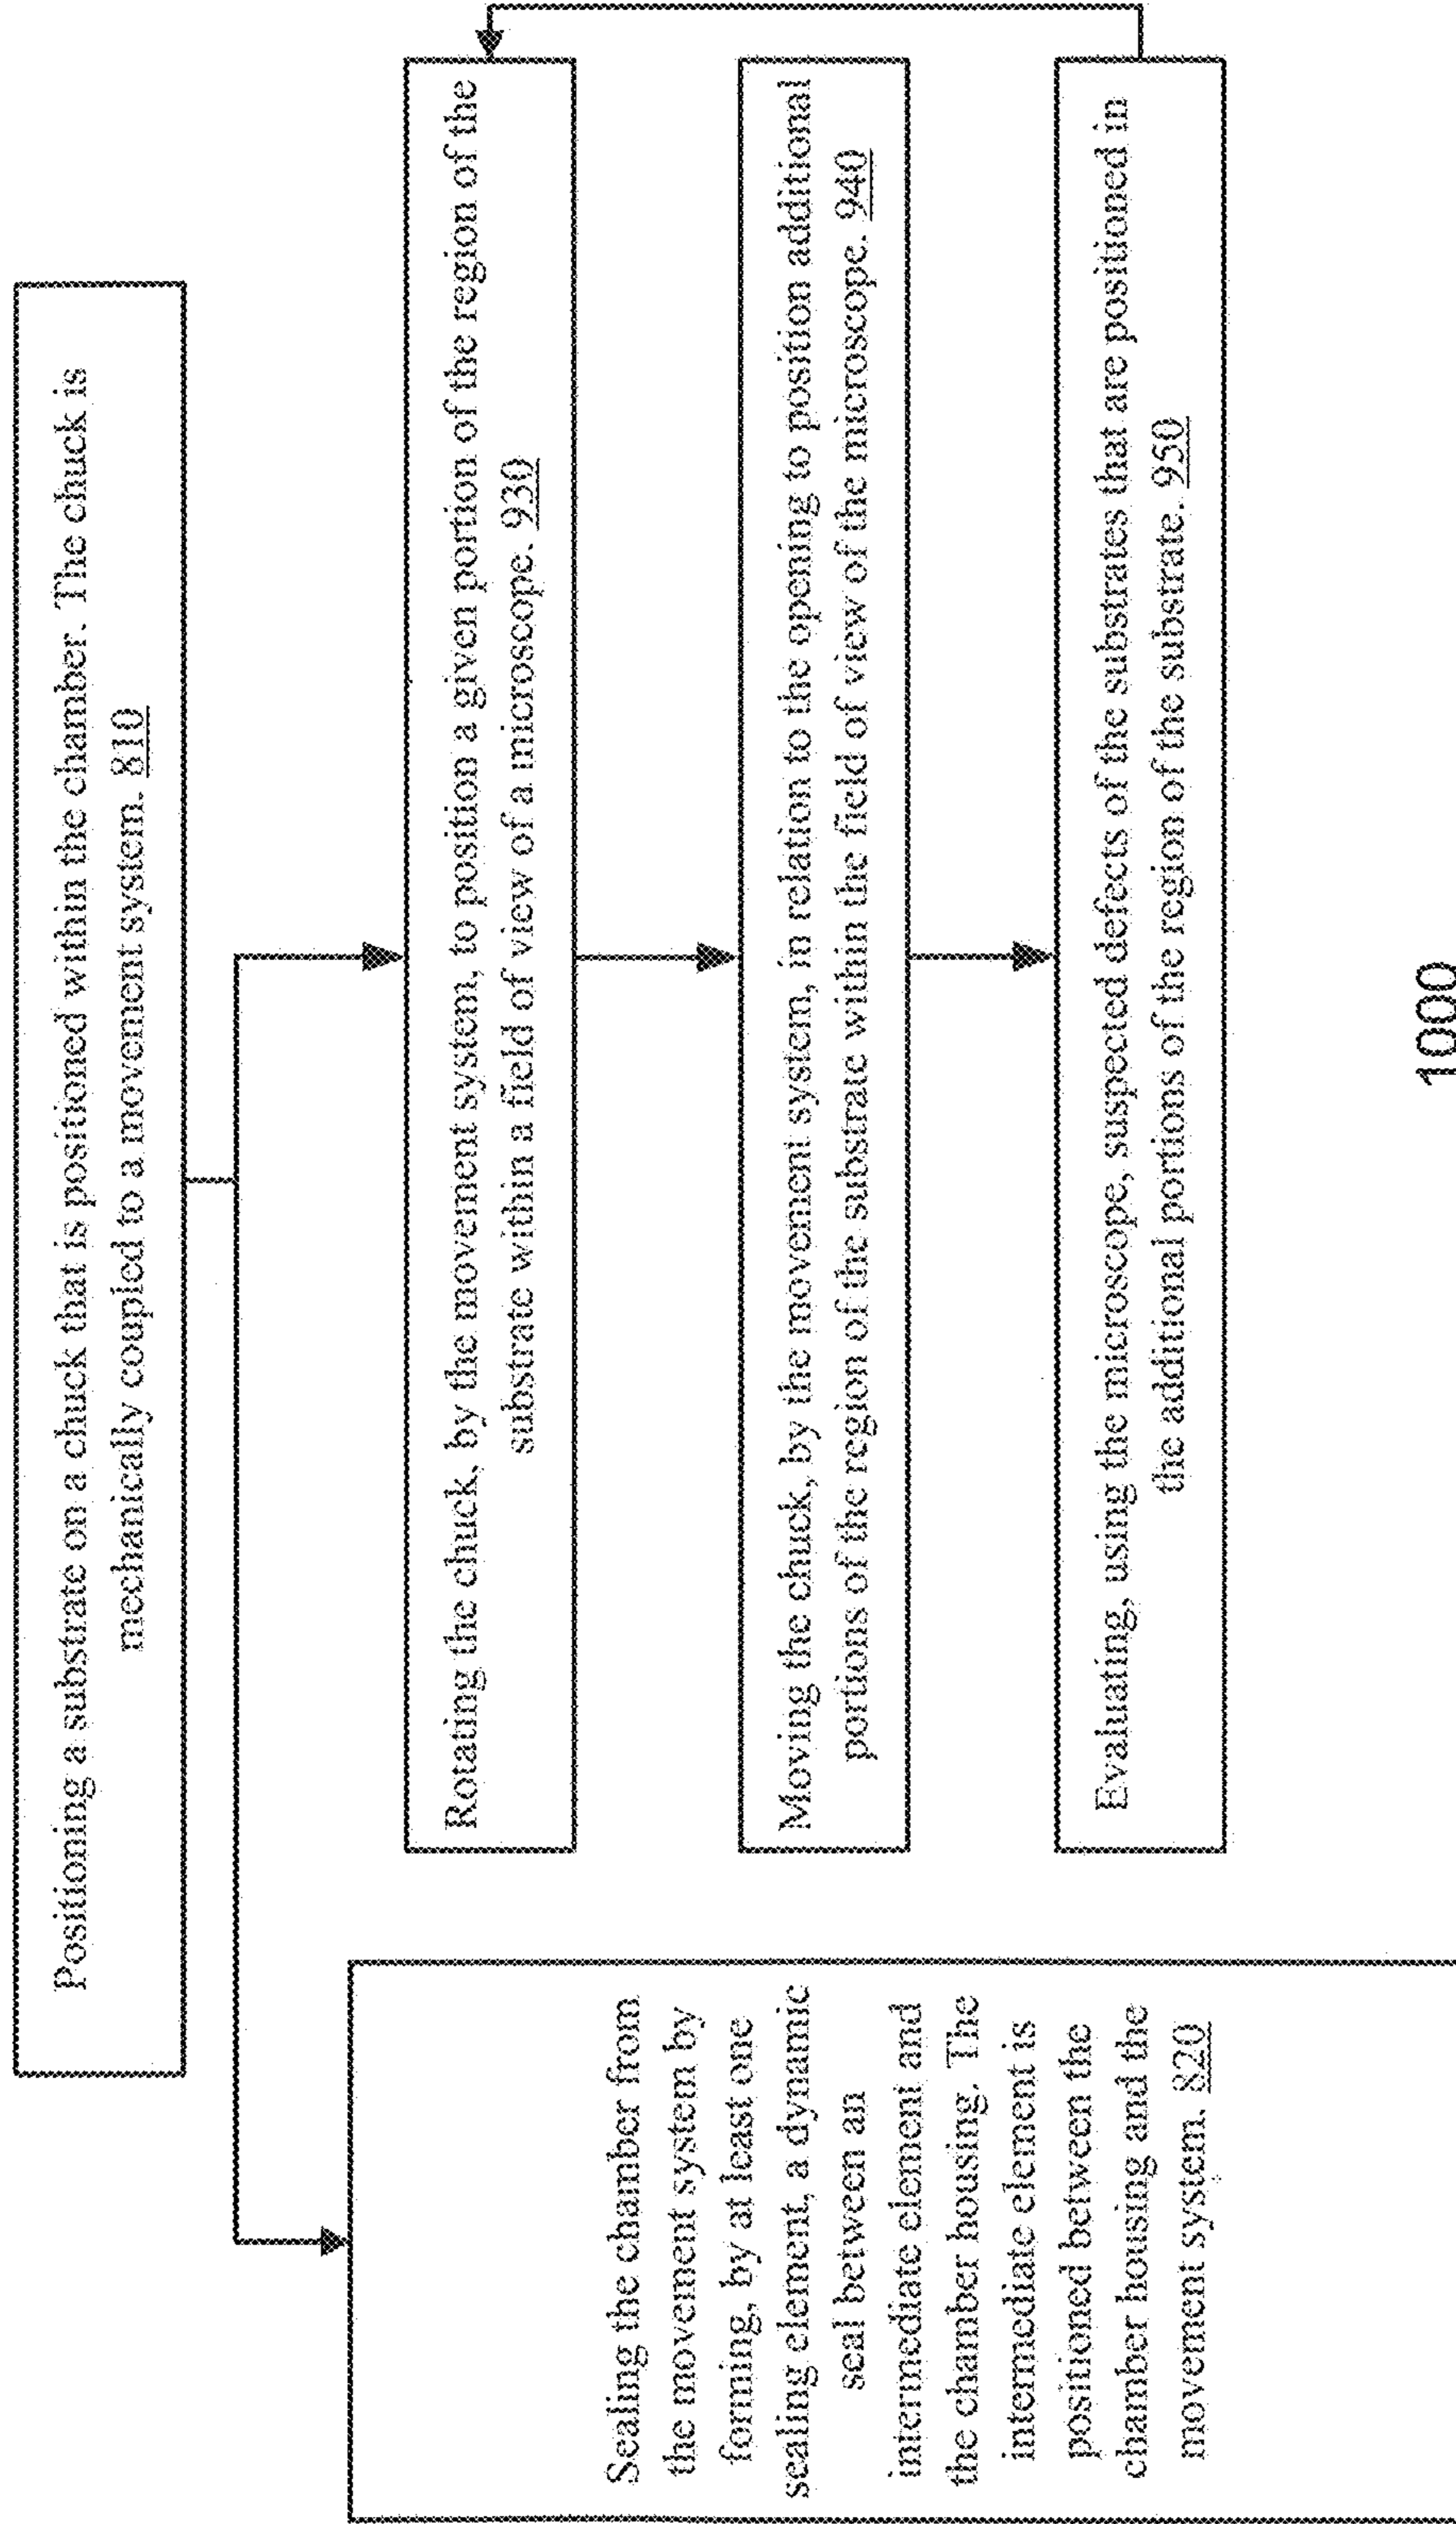 Positioning a substrate on a chuck that is positioned within the chamber. The chuck is
mechanically coupled to a movement system. 810
Sealing the chamber from
the movement system by
forming, by at least one
sealing element, a dynamic
seal between an
intermediate element and
the chamber housing. The
intermediate element is
positioned between the
chamber housing and the
movement system. 820
Rotating the chuck, by the movement system, to position a given portion of the region of the
substrate within a field of view of a microscope. 930
Moving the chuck, by the movement system, in relation to the opening to position additional
portions of the region of the substrate within the field of view of the microscope. 940
Evaluating, using the microscope, suspected defects of the substrates that are positioned in
the additional portions of the region of the substrate. 950
1000